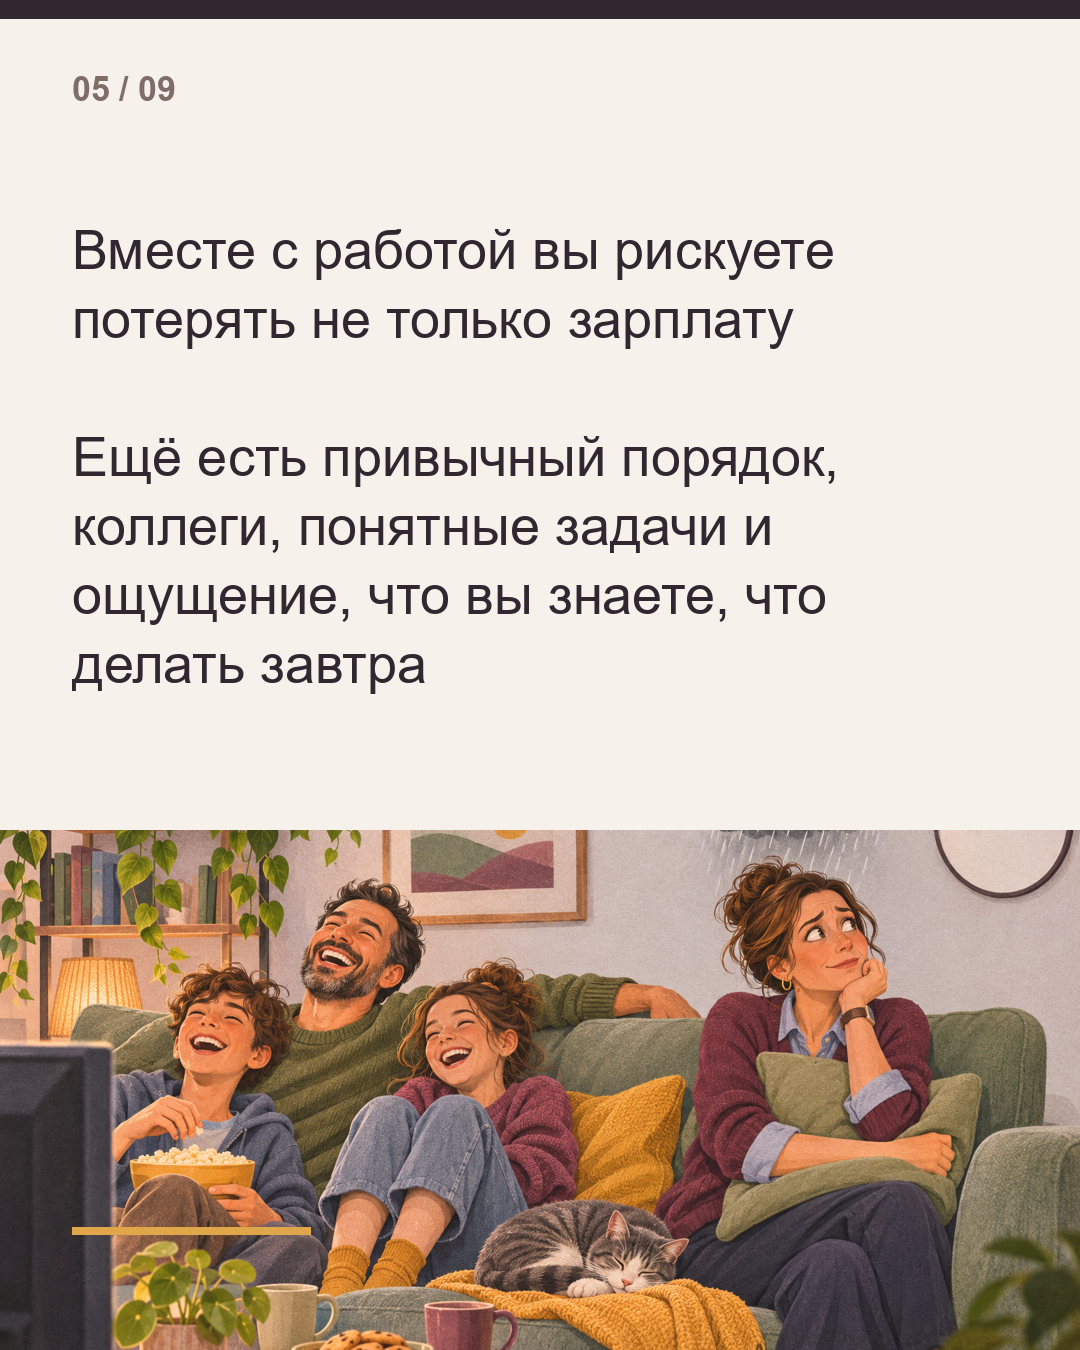 05 / 09
Вместе с работой вы рискуете
потерять не только зарплату
Ещё есть привычный порядок,
коллеги, понятные задачи и
ощущение, что вы знаете, что
делать завтра